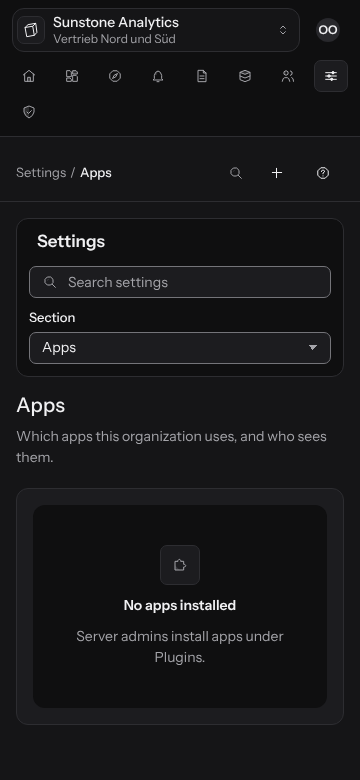 Sunstone Analytics
Vertrieb Nord und Süd
OO
Settings / Apps
Settings
Search settings
Section
Apps
Apps
Which apps this organization uses, and who sees
them.
No apps installed
Server admins install apps under
Plugins.